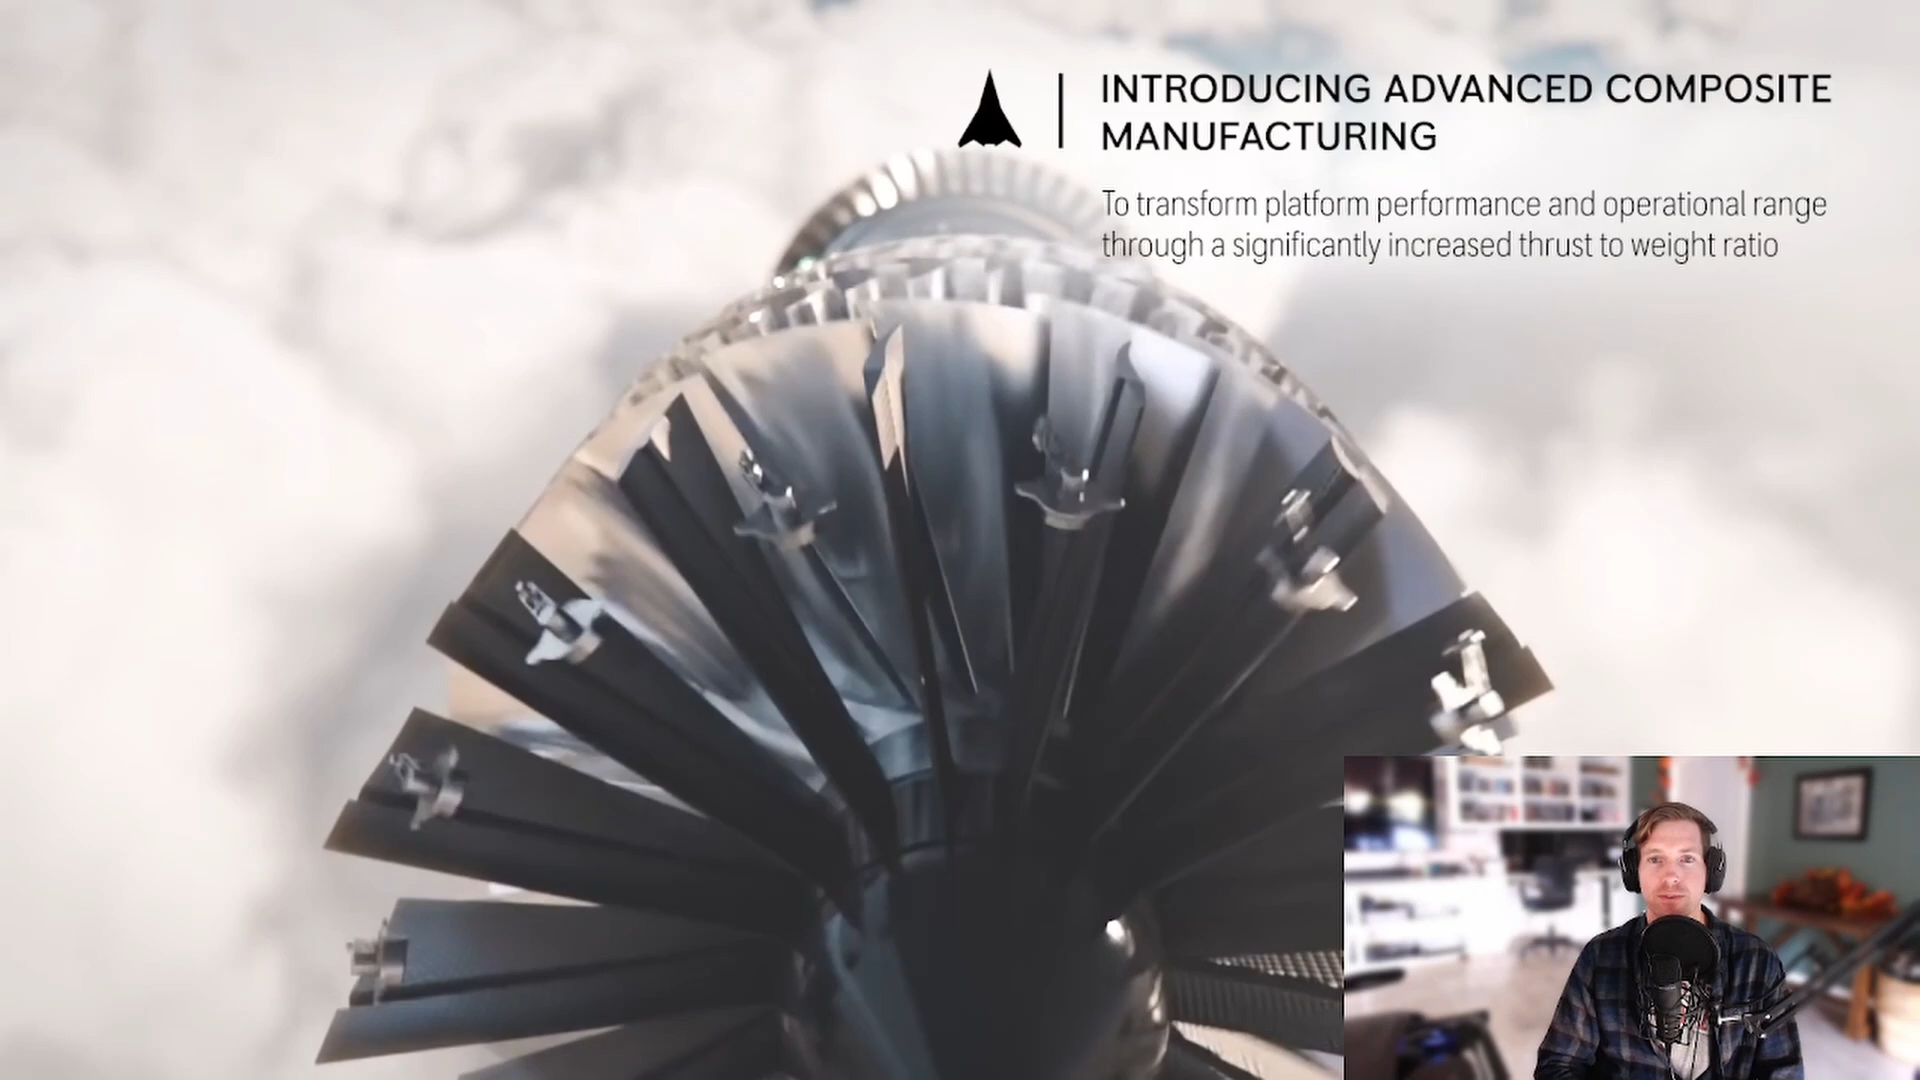 INTRODUCING ADVANCED COMPOSITE
MANUFACTURING
To transform platform performance and operational range
through a significantly increased thrust to weight ratio